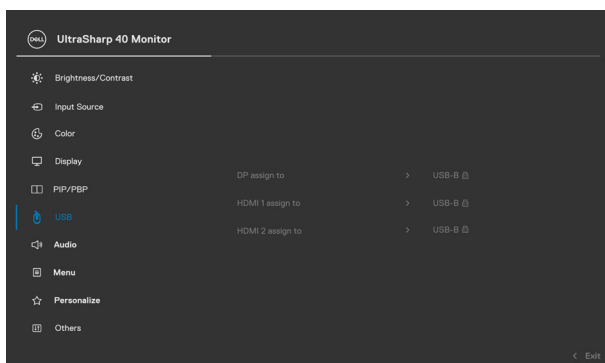 DELL UltraSharp 40 Monitor
Brightness/Contrast
Input Source
Color
Display
DP assign to > USB-B
PIP/PBP
HDMI 1 assign to > USB-B
USB
HDMI 2 assign to > USB-B
Audio
Menu
Personalize
Others
< Exit